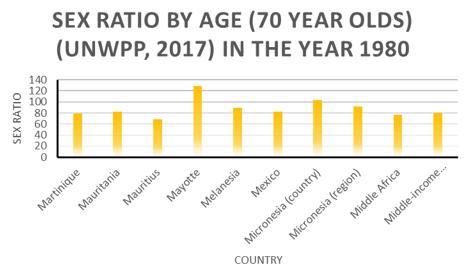 SEX RATIO BY AGE (70 YEAR OLDS)
(UNWPP, 2017) IN THE YEAR 1980
SEX RATIO
140
120
100
80
60
40
20
0
Martinique
Mauritania
Mauritius
Mayotte
Melanesia
Mexico
Micronesia (country)
Micronesia (region)
Middle Africa
Middle-income...
COUNTRY